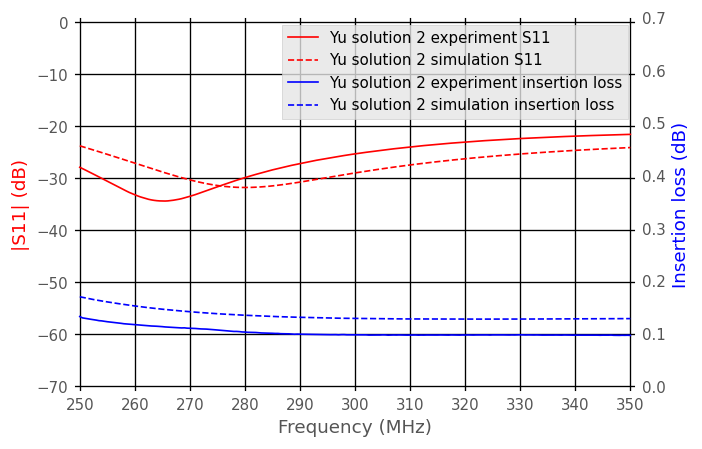 Yu solution 2 experiment S11
Yu solution 2 simulation S11
Yu solution 2 experiment insertion loss
Yu solution 2 simulation insertion loss
0
−10
−20
−30
−40
−50
−60
−70
|S11| (dB)
0.7
0.6
0.5
0.4
0.3
0.2
0.1
0.0
Insertion loss (dB)
250 260 270 280 290 300 310 320 330 340 350
Frequency (MHz)